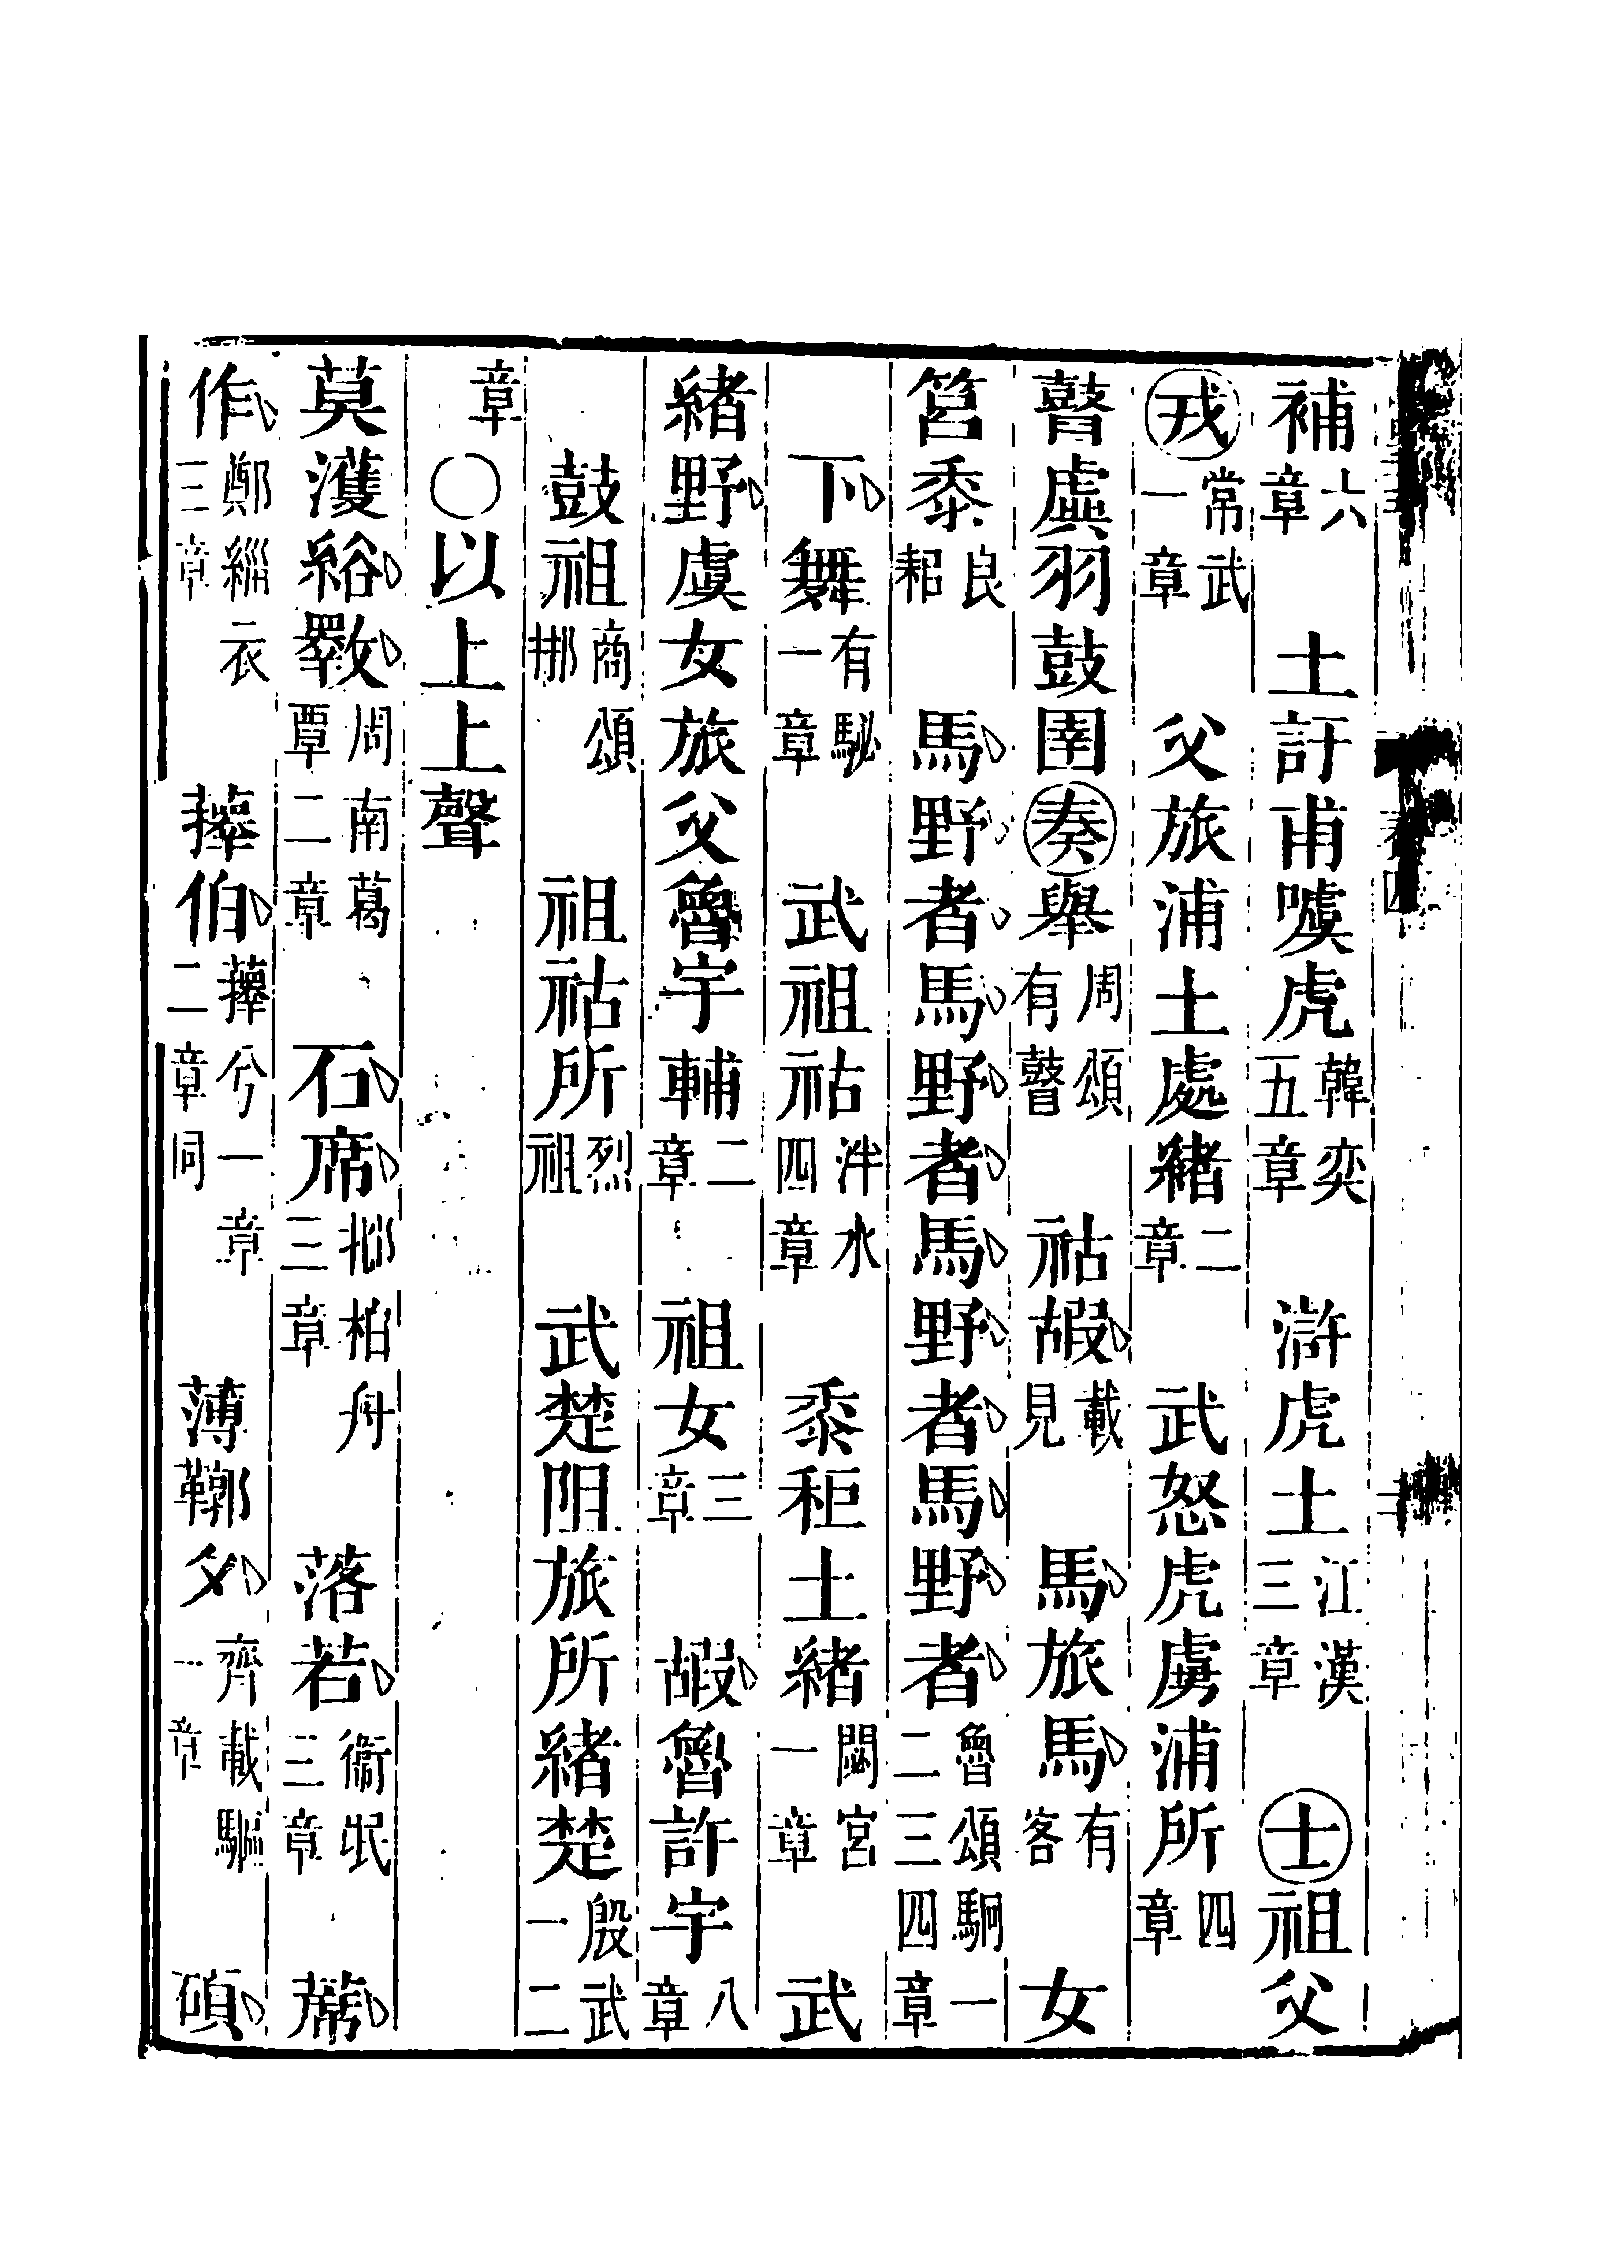 補六章　土訏甫噳虎韓奕五章　滸虎土江漢三章　士祖父
戎常武一章　父旅浦土處緒二章　武怒虎虜浦所四章
瞽虡羽鼓圉奏舉周頌有瞽　祜嘏載見　馬旅馬有客　女
筥黍良耜　馬野者馬野者馬野者馬野者魯頌駉一二三四章
下舞有駜一章　武祖祜泮水四章　黍秬土緒閟宮一章　武
緒野虞女旅父魯宇輔二章　祖女三章　嘏魯許宇八章
鼓祖商頌那　祖祜所烈祖　武楚阻旅所緒楚殷武一二
章〇以上上聲
莫濩綌斁周南葛覃二章　石席邶柏舟三章　落若衞氓三章　蓆
作鄭緇衣三章　蘀伯蘀兮一章二章同　薄鞹夕齊載驅一章　碩